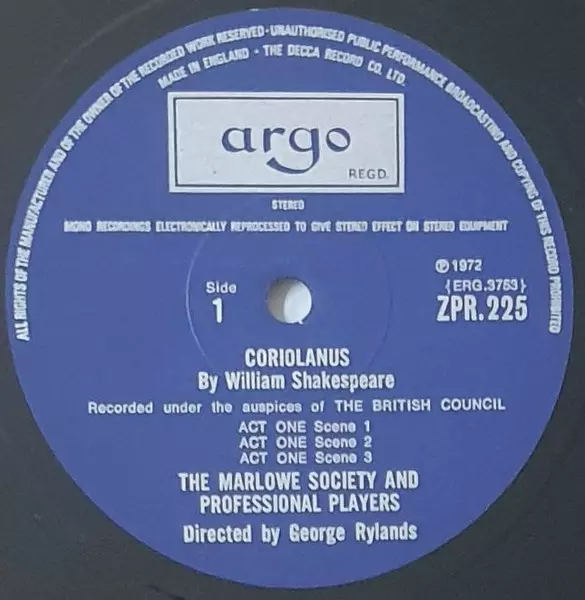 ALL RIGHTS OF THE MANUFACTURER AND OF THE OWNER OF THE RECORDED WORK RESERVED · UNAUTHORISED PUBLIC PERFORMANCE BROADCASTING AND COPYING OF THIS RECORD PROHIBITED
MADE IN ENGLAND · THE DECCA RECORD CO. LTD.
argo
REGD.
STEREO
MONO RECORDINGS ELECTRONICALLY REPROCESSED TO GIVE STEREO EFFECT ON STEREO EQUIPMENT
Side
1
℗ 1972
{ERG.3753}
ZPR.225
CORIOLANUS
By William Shakespeare
Recorded under the auspices of THE BRITISH COUNCIL
ACT ONE Scene 1
ACT ONE Scene 2
ACT ONE Scene 3
THE MARLOWE SOCIETY AND
PROFESSIONAL PLAYERS
Directed by George Rylands